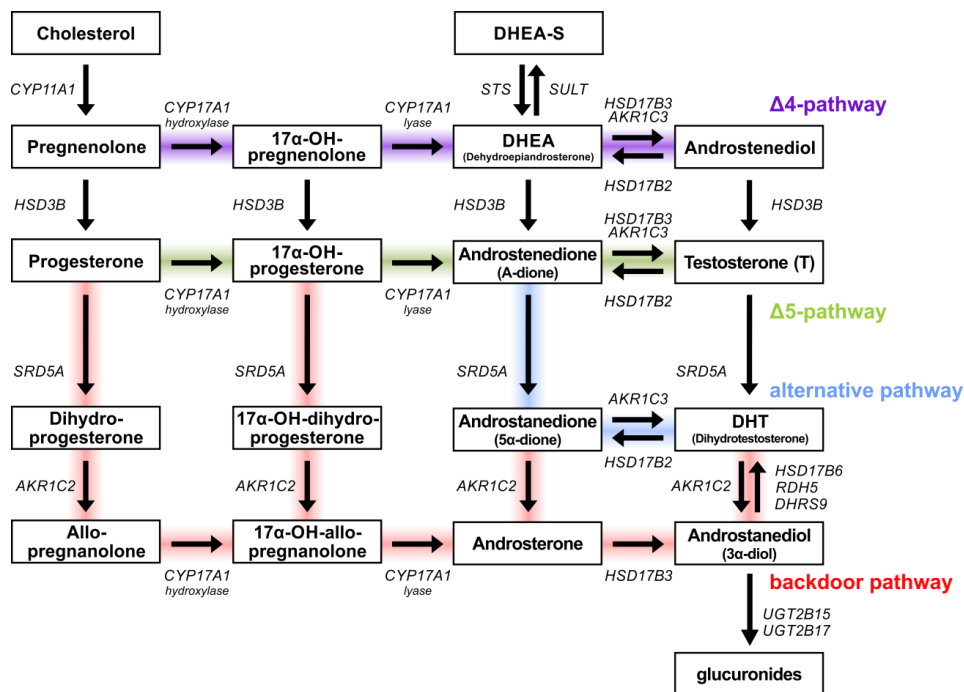 Cholesterol
DHEA-S
CYP11A1
STS
SULT
CYP17A1
hydroxylase
CYP17A1
lyase
HSD17B3
AKR1C3
Δ4-pathway
Pregnenolone
17α-OH-
pregnenolone
DHEA
(Dehydroepiandrosterone)
Androstenediol
HSD17B2
HSD3B
HSD3B
HSD3B
HSD3B
HSD17B3
AKR1C3
Progesterone
17α-OH-
progesterone
Androstenedione
(A-dione)
Testosterone (T)
CYP17A1
hydroxylase
CYP17A1
lyase
HSD17B2
Δ5-pathway
SRD5A
SRD5A
SRD5A
SRD5A
alternative pathway
AKR1C3
Dihydro-
progesterone
17α-OH-dihydro-
progesterone
Androstanedione
(5α-dione)
DHT
(Dihydrotestosterone)
HSD17B2
AKR1C2
AKR1C2
AKR1C2
AKR1C2
HSD17B6
RDH5
DHRS9
Allo-
pregnanolone
17α-OH-allo-
pregnanolone
Androsterone
Androstanediol
(3α-diol)
CYP17A1
hydroxylase
CYP17A1
lyase
HSD17B3
backdoor pathway
UGT2B15
UGT2B17
glucuronides